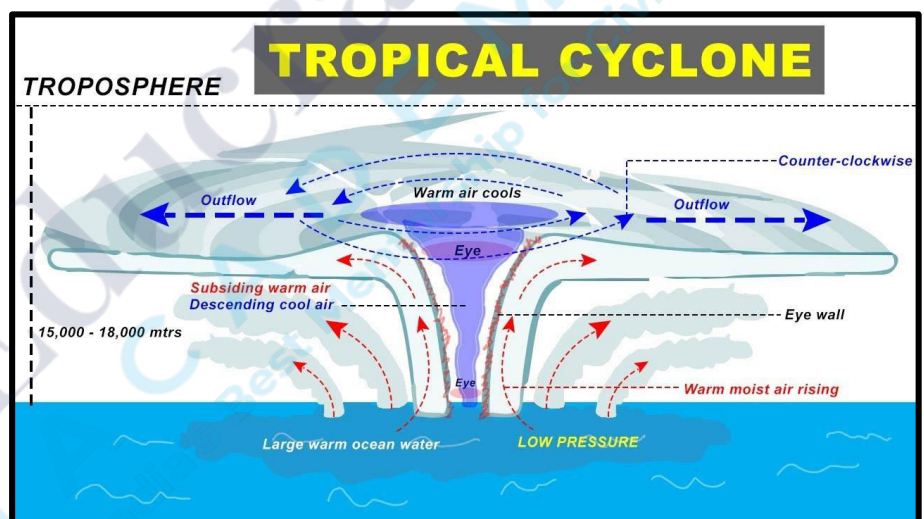 TROPICAL CYCLONE
TROPOSPHERE
Counter-clockwise
Warm air cools
Outflow
Outflow
Eye
Subsiding warm air
Descending cool air
Eye wall
15,000 - 18,000 mtrs
Eye
Warm moist air rising
Large warm ocean water
LOW PRESSURE